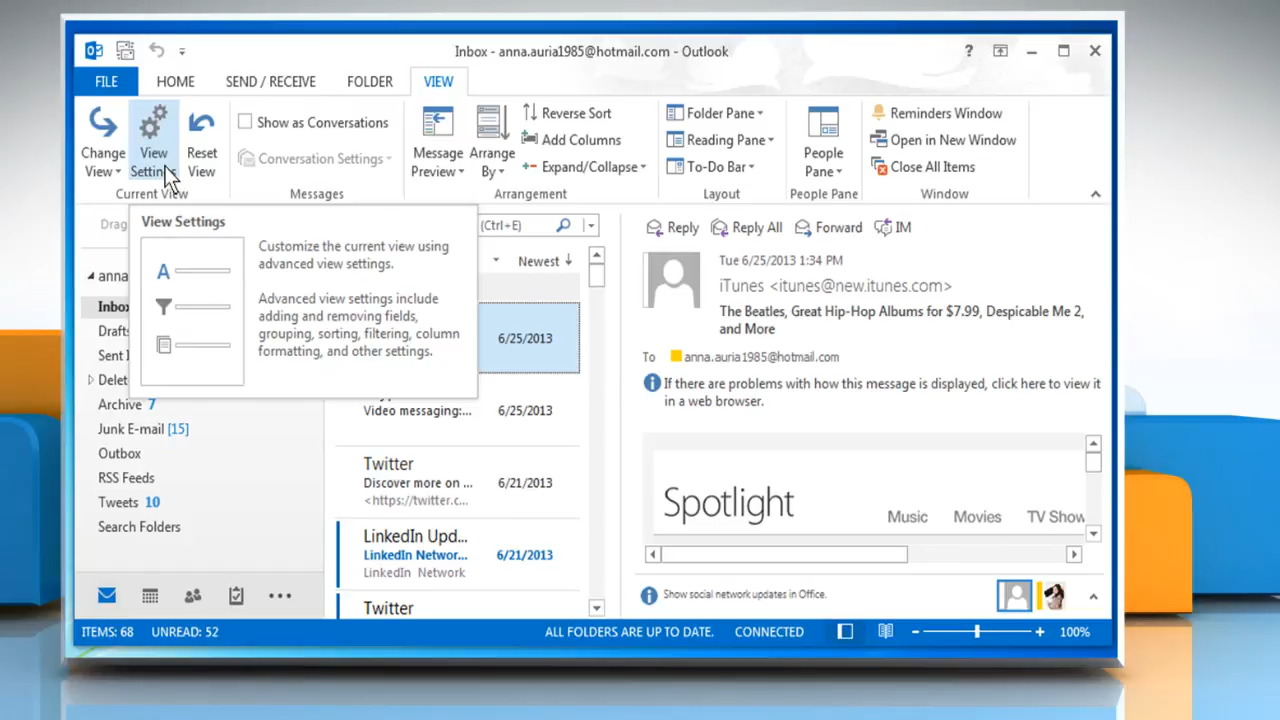 Inbox - anna.auria1985@hotmail.com - Outlook
?
FILE HOME SEND / RECEIVE FOLDER VIEW
Change View
View
Reset View
Current View
Show as Conversations
Conversation Settings
Messages
Message Preview
Arrange By
Reverse Sort
Add Columns
Expand/Collapse
Arrangement
Folder Pane
Reading Pane
To-Do Bar
Layout
People Pane
People Pane
Reminders Window
Open in New Window
Close All Items
Window
View Settings
A
Customize the current view using
advanced view settings.
Advanced view settings include
adding and removing fields,
grouping, sorting, filtering, column
formatting, and other settings.
Drag
anna
Inbox
Drafts
Sent
Archive 7
Junk E-mail [15]
Outbox
RSS Feeds
Tweets 10
Search Folders
(Ctrl+E)
Newest
6/25/2013
Video messaging:... 6/25/2013
Twitter
Discover more on ... 6/21/2013
<https://twitter.c...
LinkedIn Upd...
LinkedIn Networ... 6/21/2013
LinkedIn Network
Twitter
Reply Reply All Forward IM
Tue 6/25/2013 1:34 PM
iTunes <itunes@new.itunes.com>
The Beatles, Great Hip-Hop Albums for $7.99, Despicable Me 2,
and More
To anna.auria1985@hotmail.com
If there are problems with how this message is displayed, click here to view it
in a web browser.
Spotlight Music Movies TV Show
Show social network updates in Office.
ITEMS: 68 UNREAD: 52 ALL FOLDERS ARE UP TO DATE. CONNECTED 100%